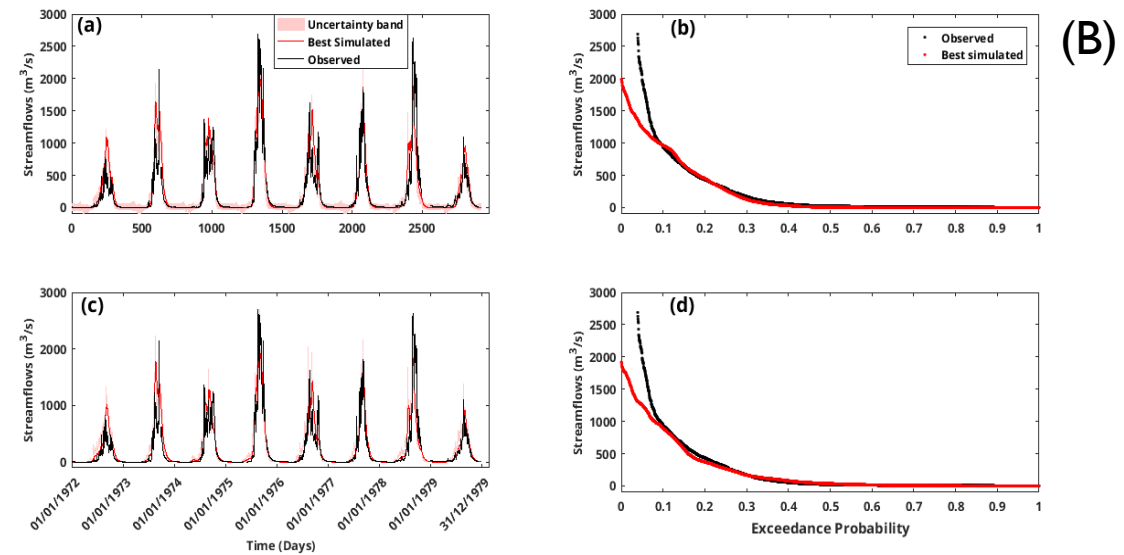 (a)
Uncertainty band
Best Simulated
Observed
Streamflows (m3/s)
3000
2500
2000
1500
1000
500
0
0 500 1000 1500 2000 2500
(b)
Observed
Best simulated
(B)
Streamflows (m3/s)
3000
2500
2000
1500
1000
500
0
0 0.1 0.2 0.3 0.4 0.5 0.6 0.7 0.8 0.9 1
(c)
Streamflows (m3/s)
3000
2000
1000
0
01/01/1972 01/01/1973 01/01/1974 01/01/1975 01/01/1976 01/01/1977 01/01/1978 01/01/1979 31/12/1979
Time (Days)
(d)
Streamflows (m3/s)
3000
2500
2000
1500
1000
500
0
0 0.1 0.2 0.3 0.4 0.5 0.6 0.7 0.8 0.9 1
Exceedance Probability